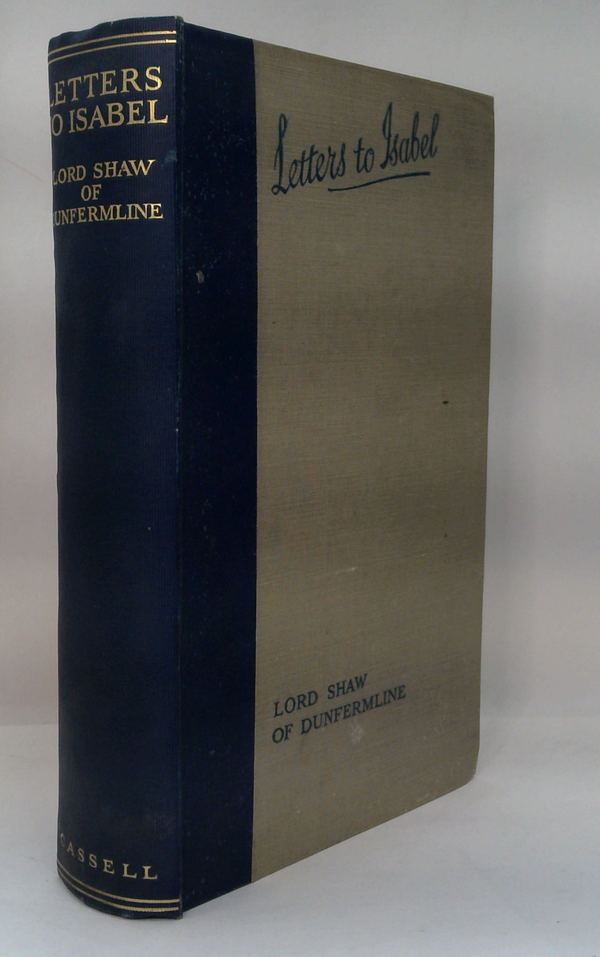 LETTERS
TO ISABEL
LORD SHAW
OF
DUNFERMLINE
CASSELL
Letters to Isabel
LORD SHAW
OF DUNFERMLINE